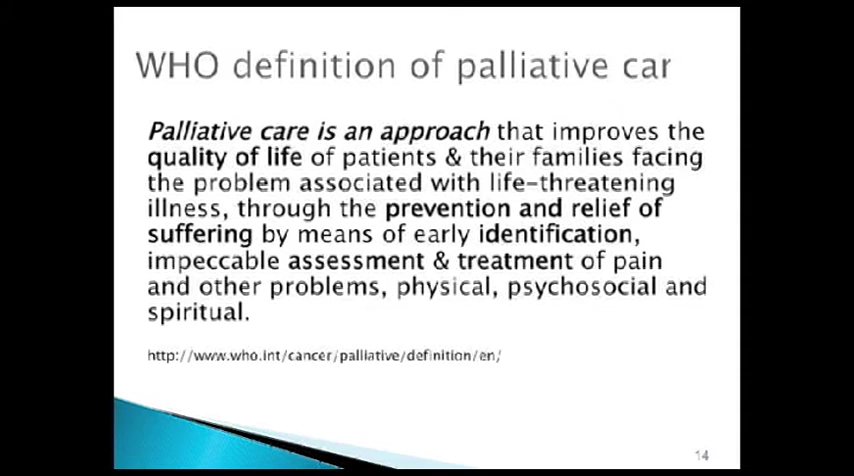 WHO definition of palliative car
Palliative care is an approach that improves the
quality of life of patients & their families facing
the problem associated with life-threatening
illness, through the prevention and relief of
suffering by means of early identification,
impeccable assessment & treatment of pain
and other problems, physical, psychosocial and
spiritual.
http://www.who.int/cancer/palliative/definition/en/
14